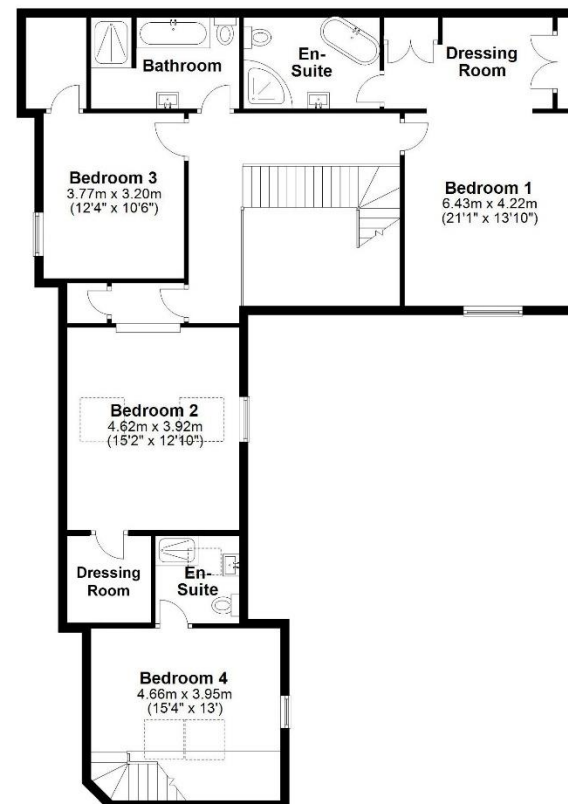 Bathroom
En-
Suite
Dressing
Room
Bedroom 3
3.77m x 3.20m
(12'4" x 10'6")
Bedroom 1
6.43m x 4.22m
(21'1" x 13'10")
Bedroom 2
4.62m x 3.92m
(15'2" x 12'10")
Dressing
Room
En-
Suite
Bedroom 4
4.66m x 3.95m
(15'4" x 13')